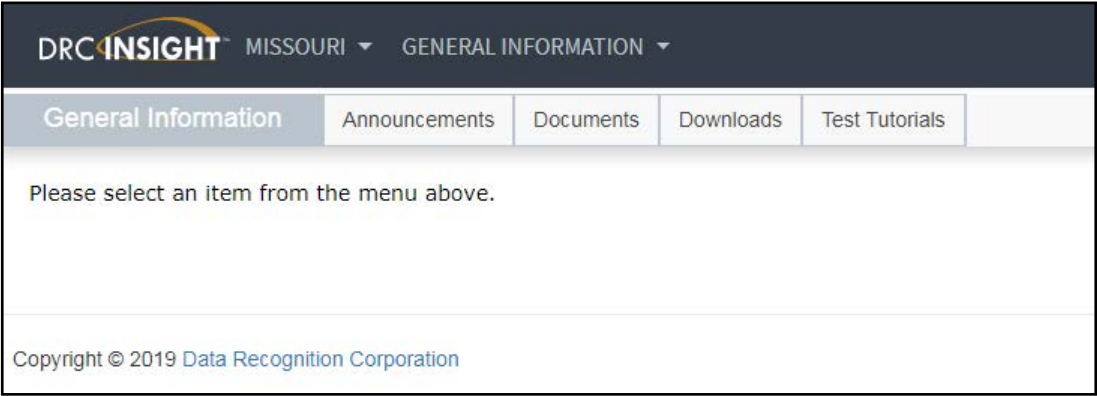 DRC INSIGHT™ MISSOURI GENERAL INFORMATION
General Information Announcements Documents Downloads Test Tutorials
Please select an item from the menu above.
Copyright © 2019 Data Recognition Corporation